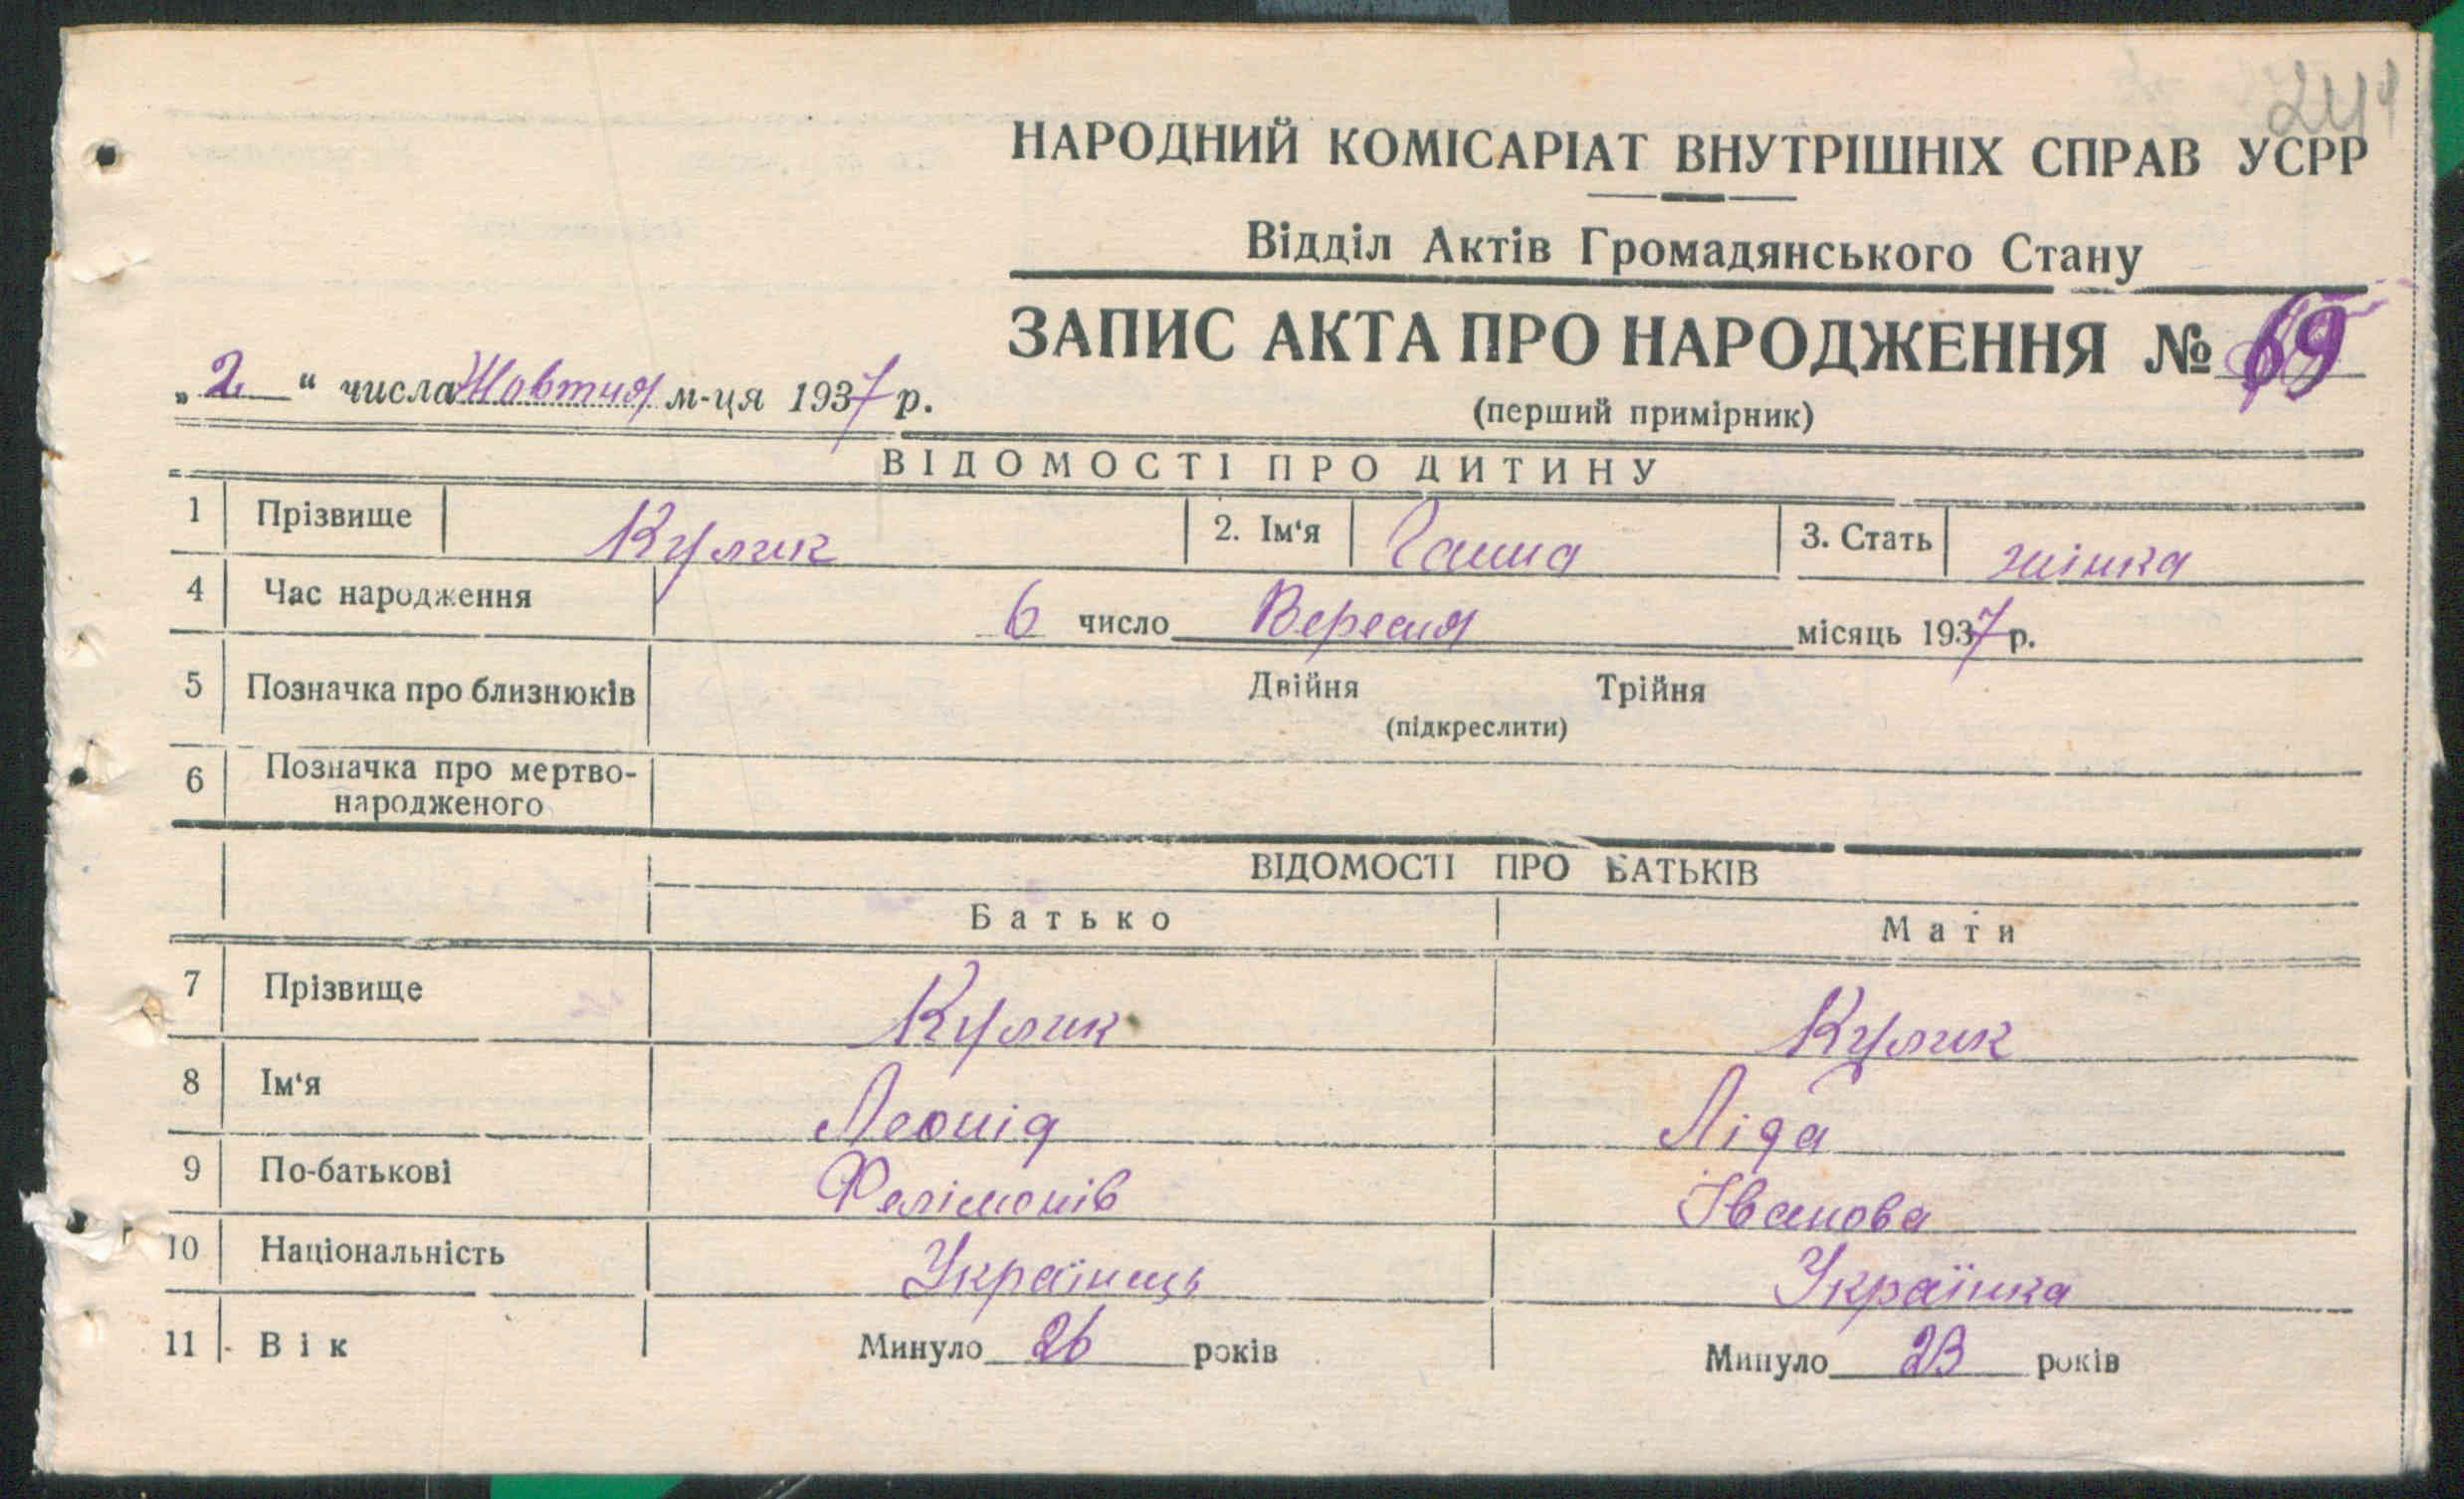 НАРОДНИЙ КОМІСАРІАТ ВНУТРІШНІХ СПРАВ УСРР
Відділ Актів Громадянського Стану
ЗАПИС АКТА ПРО НАРОДЖЕННЯ № 69
„2“ числа Жовтня м-ця 1937 р.
(перший примірник)
ВІДОМОСТІ ПРО ДИТИНУ
1 Прізвище Кулик 2. Ім'я Ганна 3. Стать жінка
4 Час народження 6 число Вересня місяць 1937 р.
5 Позначка про близнюків Двійня Трійня
(підкреслити)
6 Позначка про мертво-
народженого
ВІДОМОСТІ ПРО БАТЬКІВ
Батько Мати
7 Прізвище Кулик Кулик
8 Ім'я Леонід Ліда
9 По-батькові Фелімонів Іванова
10 Національність Українець Українка
11 Вік Минуло 26 років Минуло 23 років